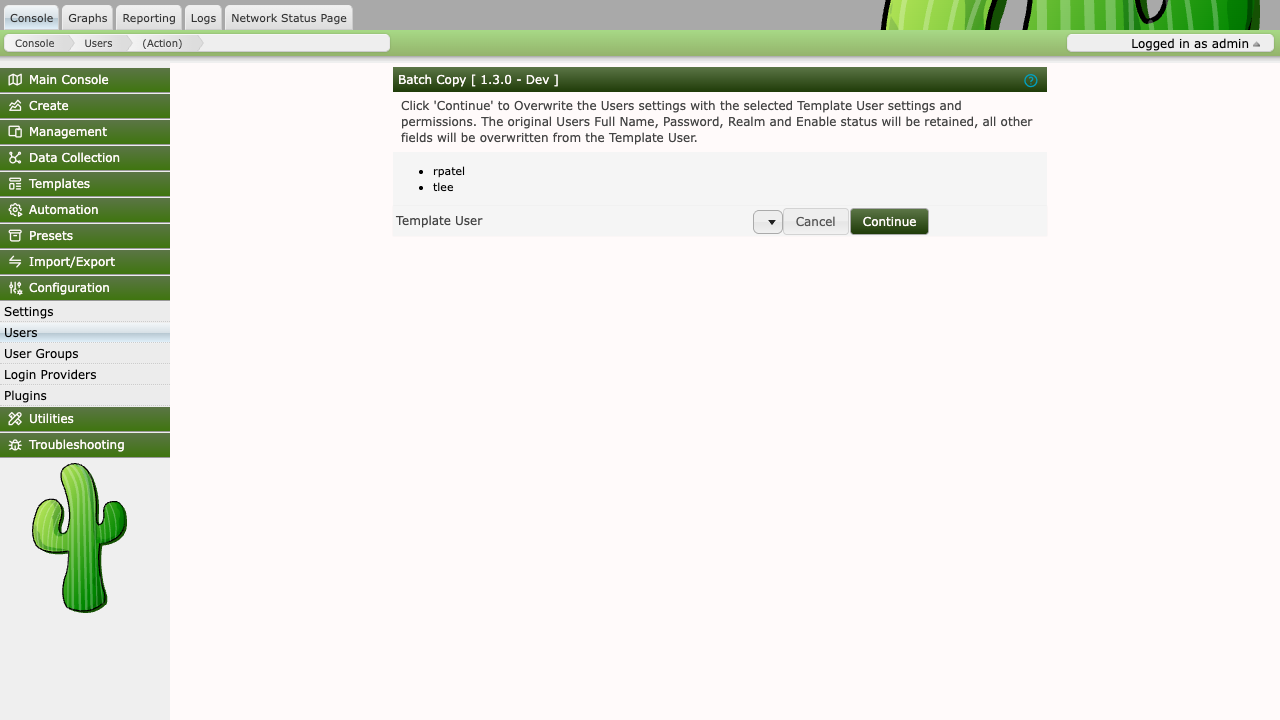 Console
Graphs
Reporting
Logs
Network Status Page
Console
Users
(Action)
Logged in as admin
Main Console
Create
Management
Data Collection
Templates
Automation
Presets
Import/Export
Configuration
Settings
Users
User Groups
Login Providers
Plugins
Utilities
Troubleshooting
Batch Copy [ 1.3.0 - Dev ]
Click 'Continue' to Overwrite the Users settings with the selected Template User settings and
permissions. The original Users Full Name, Password, Realm and Enable status will be retained, all other
fields will be overwritten from the Template User.
rpatel
tlee
Template User
Cancel
Continue